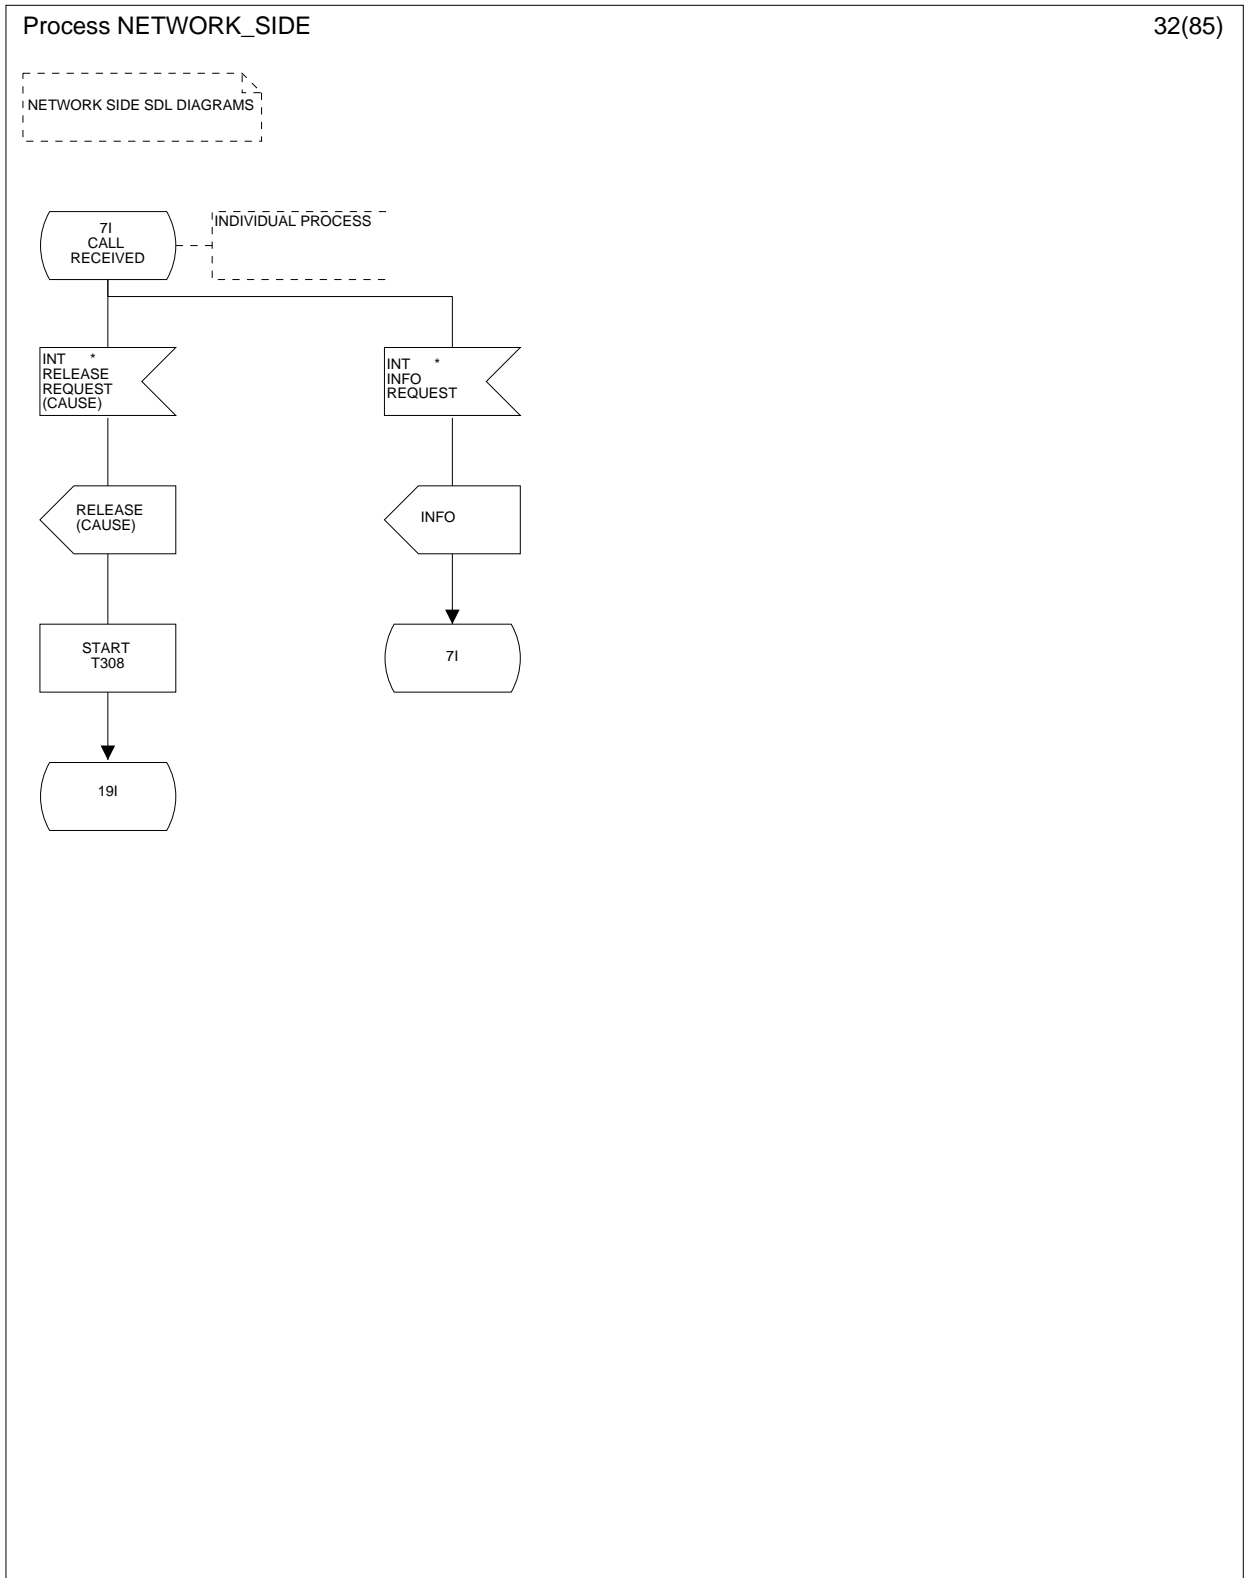 Process NETWORK_SIDE
32(85)
NETWORK SIDE SDL DIAGRAMS
7I
CALL
RECEIVED
INDIVIDUAL PROCESS
INT *
RELEASE
REQUEST
(CAUSE)
INT *
INFO
REQUEST
RELEASE
(CAUSE)
INFO
START
T308
7I
19I